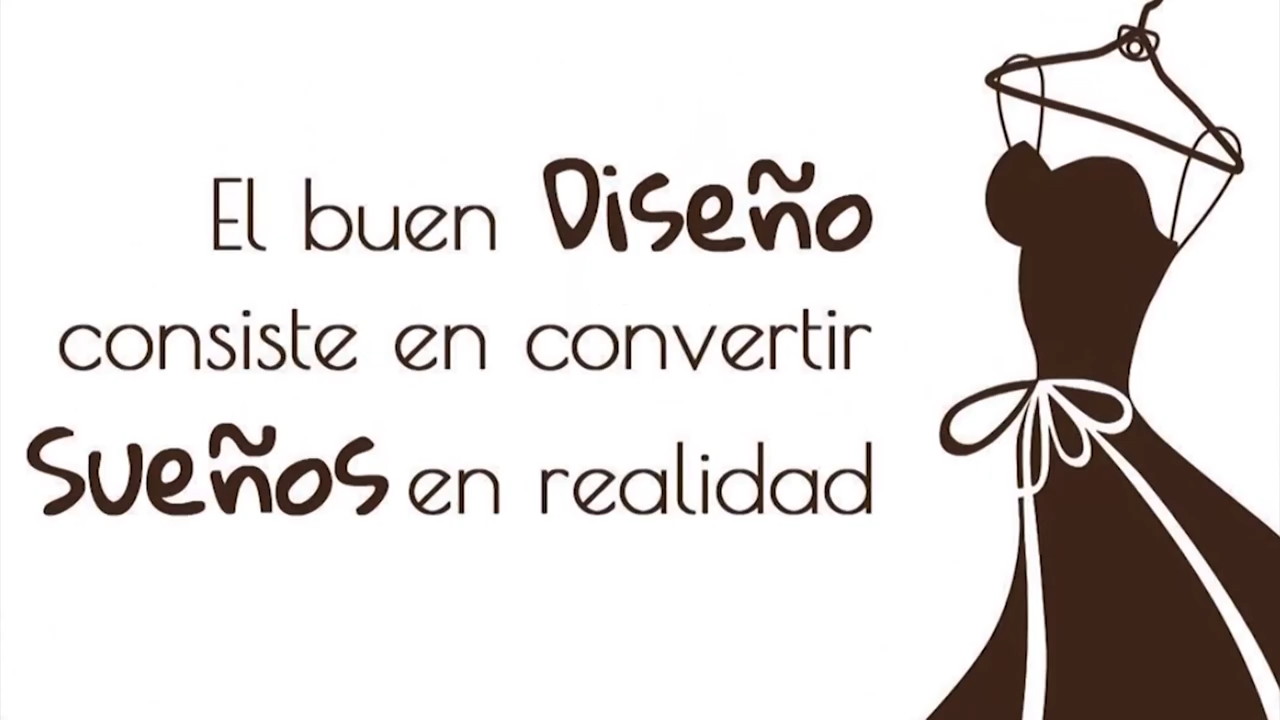 El buen Diseño
consiste en convertir
Sueños en realidad